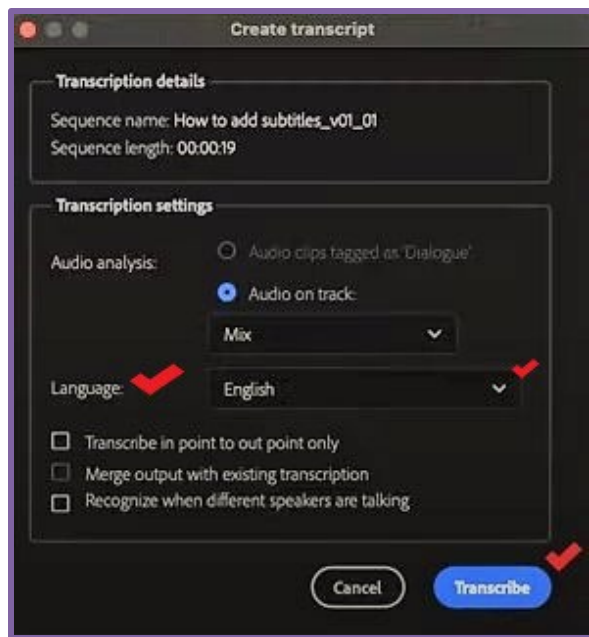 Create transcript
Transcription details
Sequence name: How to add subtitles_v01_01
Sequence length: 00:00:19
Transcription settings
Audio analysis:
Audio clips tagged as 'Dialogue'
Audio on track:
Mix
Language:
English
Transcribe in point to out point only
Merge output with existing transcription
Recognize when different speakers are talking
Cancel
Transcribe